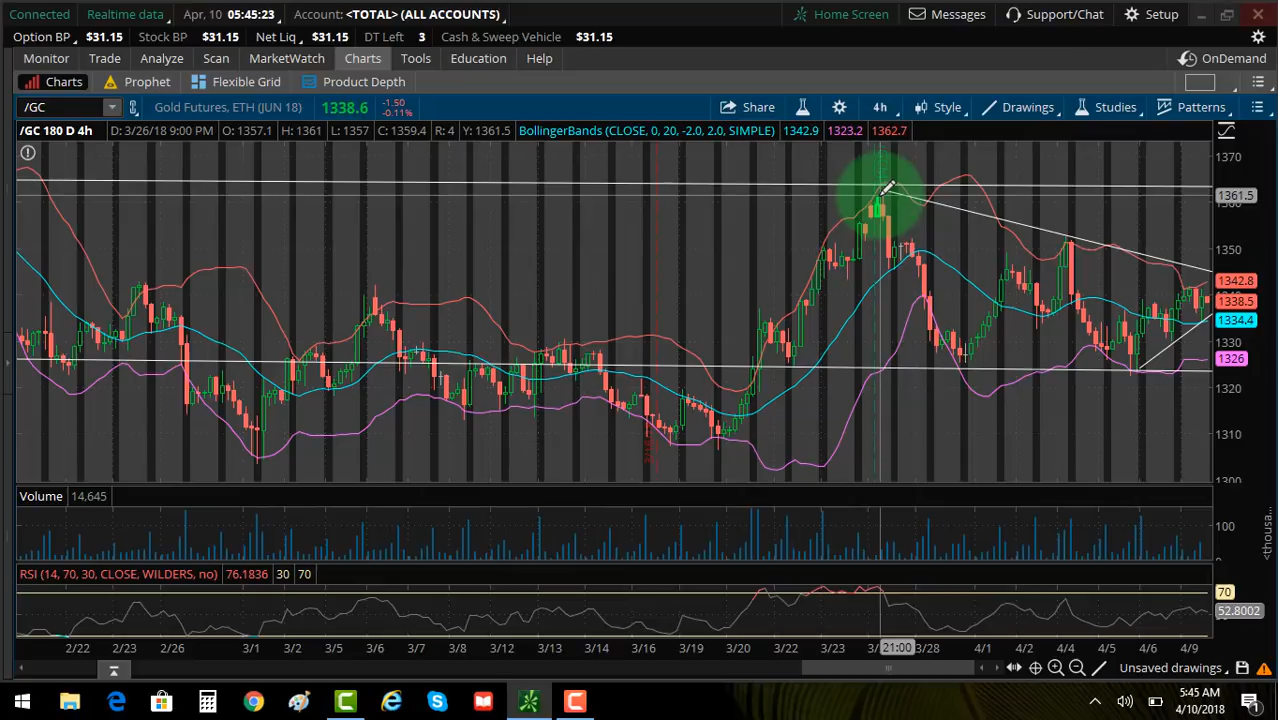 Connected Realtime data Apr, 10 05:45:23 Account: <TOTAL> (ALL ACCOUNTS) Home Screen Messages Support/Chat Setup
Option BP $31.15 Stock BP $31.15 Net Liq $31.15 DT Left 3 Cash & Sweep Vehicle $31.15
Monitor Trade Analyze Scan MarketWatch Charts Tools Education Help OnDemand
Charts Prophet Flexible Grid Product Depth
/GC Gold Futures, ETH (JUN 18) 1338.6 -1.50 Share 4h Style Drawings Studies Patterns
-0.11%
/GC 180 D 4h D: 3/26/18 9:00 PM O: 1357.1 H: 1361 L: 1357 C: 1359.4 R: 4 Y: 1361.5 BollingerBands (CLOSE, 0, 20, -2.0, 2.0, SIMPLE) 1342.9 1323.2 1362.7
1370
1361.5
1350
1342.8
1338.5
1334.4
1330
1326
1320
1310
1300
Volume 14,645
100
<thousa...
RSI (14, 70, 30, CLOSE, WILDERS, no) 76.1836 30 70
70
52.8002
2/22 2/23 2/26 3/1 3/2 3/5 3/6 3/7 3/8 3/12 3/13 3/14 3/16 3/19 3/20 3/22 3/23 21:00 3/28 4/1 4/2 4/4 4/5 4/6 4/9
Unsaved drawings
5:45 AM
4/10/2018
1